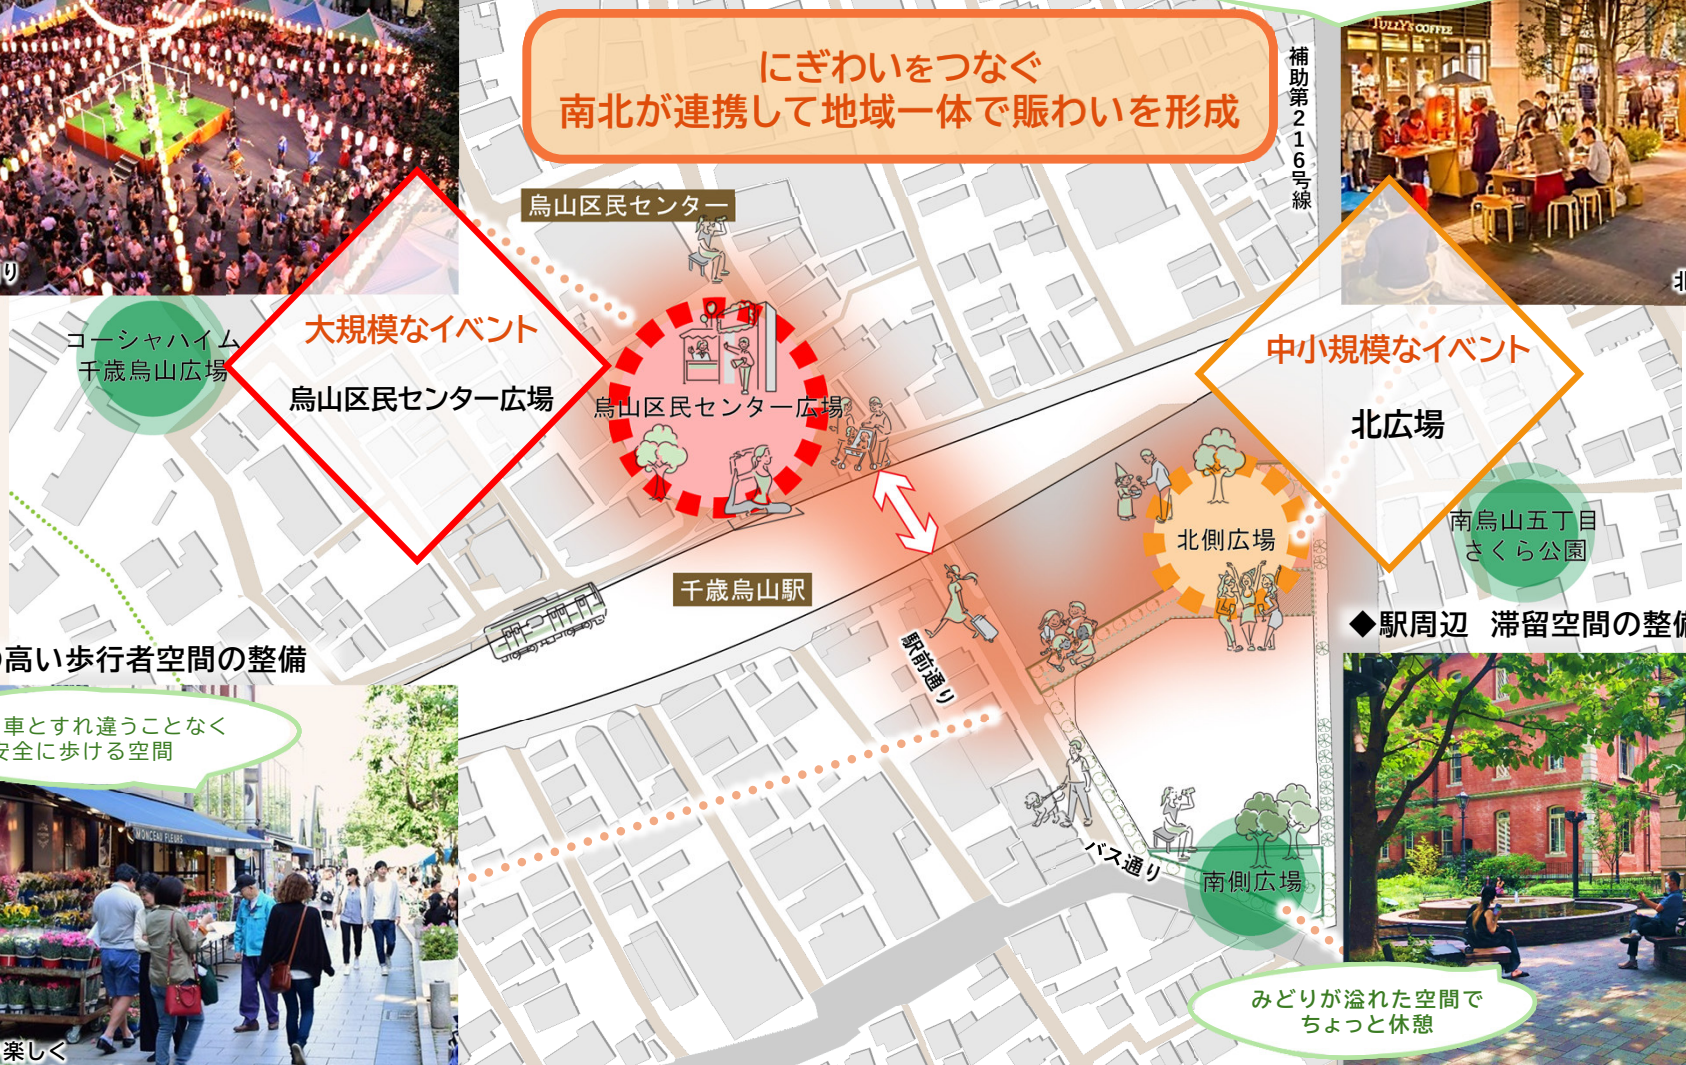 にぎわいをつなぐ
南北が連携して地域一体で賑わいを形成
TULLY'S COFFEE
補助第216号線
烏山区民センター
り
北
コーシャハイム
千歳烏山広場
大規模なイベント
烏山区民センター広場
烏山区民センター広場
中小規模なイベント
北広場
北側広場
南烏山五丁目
さくら公園
千歳烏山駅
駅前通り
◆駅周辺 滞留空間の整備
高い歩行者空間の整備
車とすれ違うことなく
安全に歩ける空間
MONCEAU FLEURS
バス通り
南側広場
みどりが溢れた空間で
ちょっと休憩
楽しく